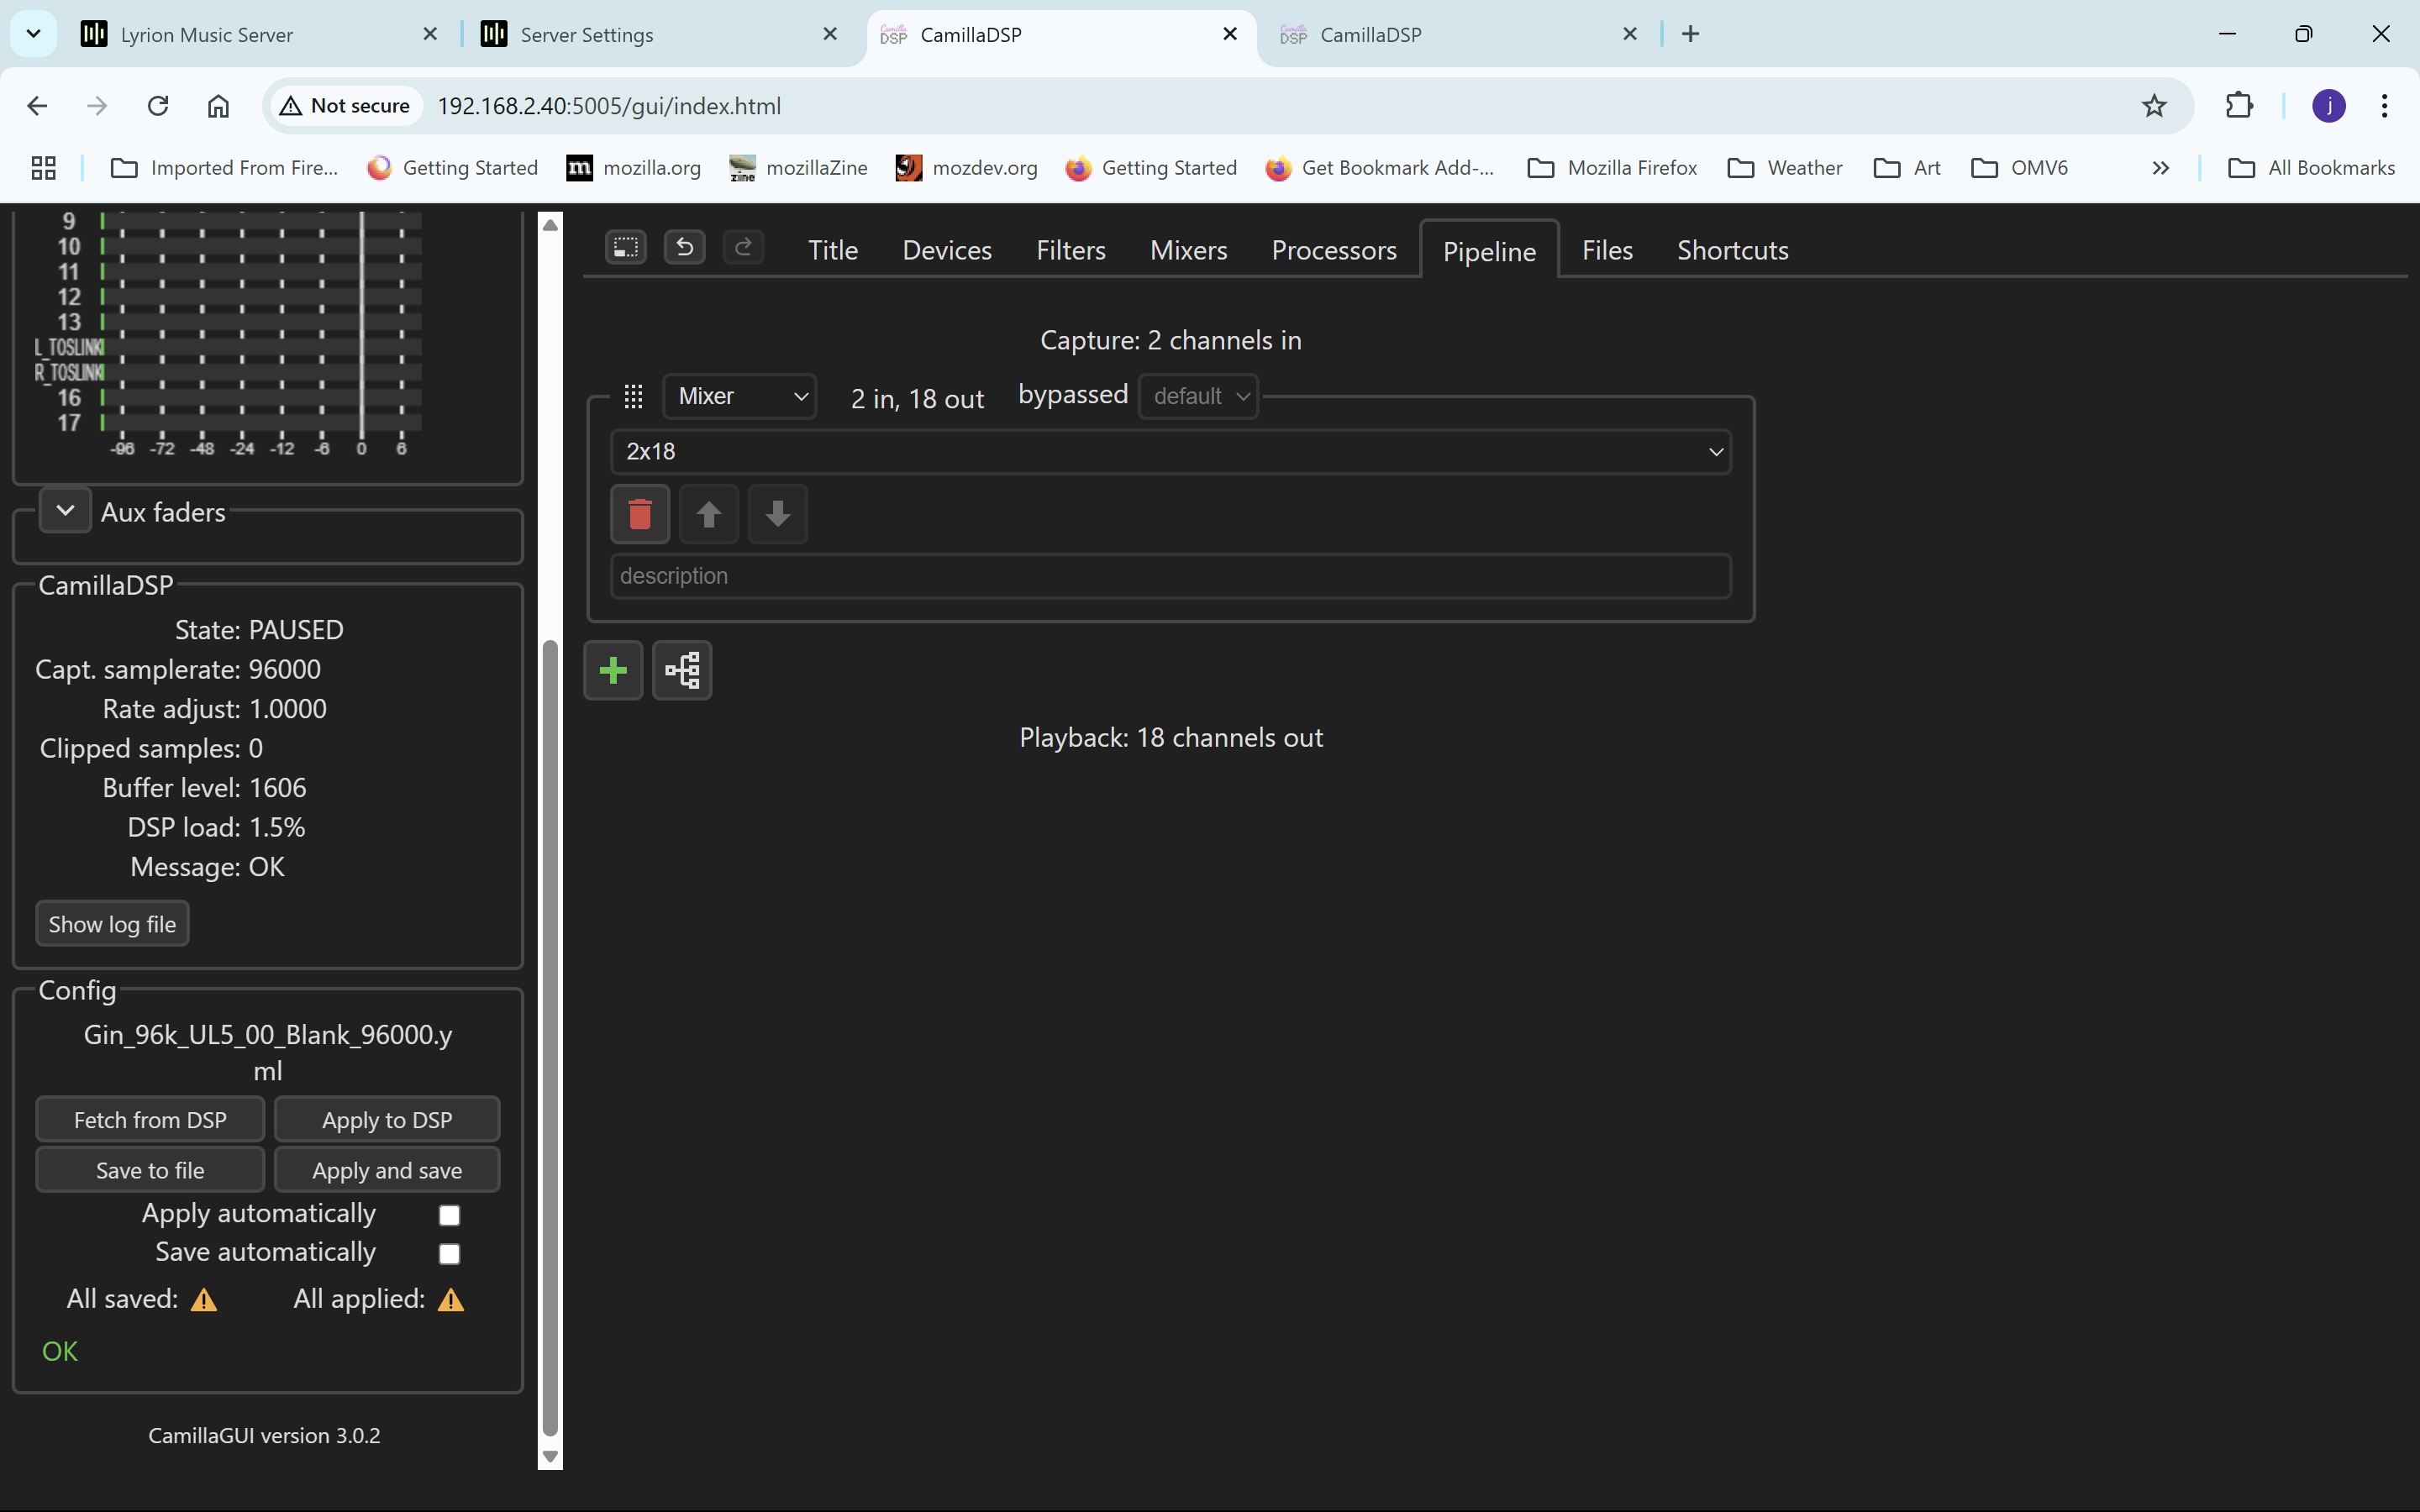 Lyrion Music Server
Server Settings
CamillaDSP
CamillaDSP
Not secure
192.168.2.40:5005/gui/index.html
j
Imported From Fire...
Getting Started
m mozilla.org
mozillaZine
mozdev.org
Getting Started
Get Bookmark Add-...
Mozilla Firefox
Weather
Art
OMV6
All Bookmarks
9
10
11
12
13
L_TOSLINK
R_TOSLINK
16
17
-96 -72 -48 -24 -12 -6 0 6
Aux faders
CamillaDSP
State: PAUSED
Capt. samplerate: 96000
Rate adjust: 1.0000
Clipped samples: 0
Buffer level: 1606
DSP load: 1.5%
Message: OK
Show log file
Config
Gin_96k_UL5_00_Blank_96000.y
ml
Fetch from DSP Apply to DSP
Save to file Apply and save
Apply automatically
Save automatically
All saved: All applied:
OK
CamillaGUI version 3.0.2
Title Devices Filters Mixers Processors Pipeline Files Shortcuts
Capture: 2 channels in
Mixer 2 in, 18 out bypassed default
2x18
description
Playback: 18 channels out